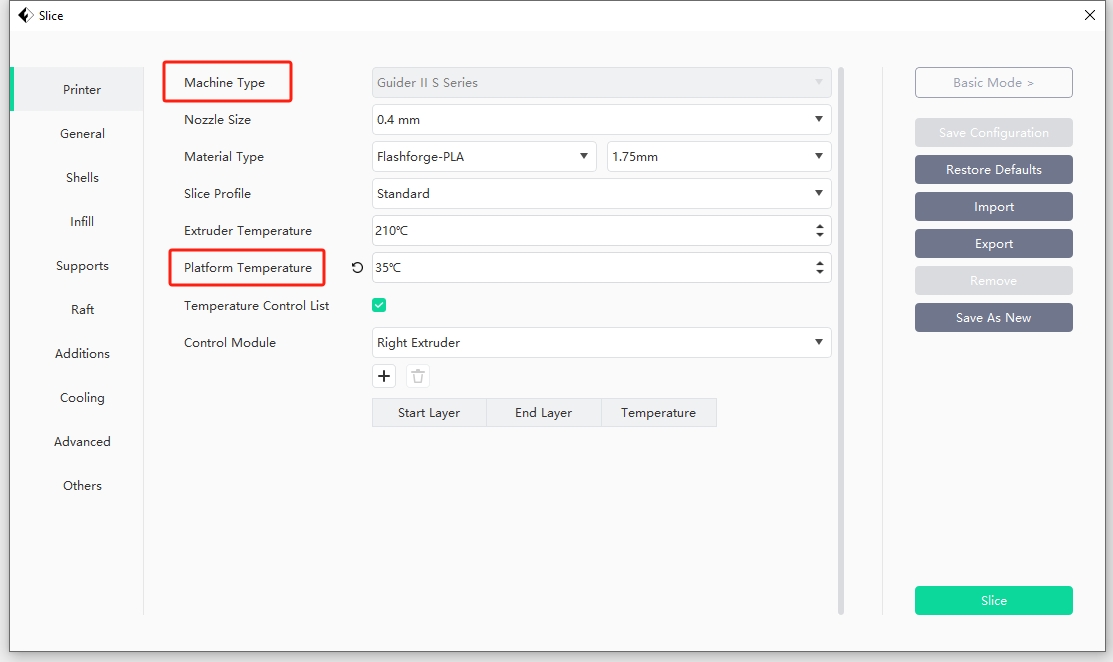 Slice
Printer
General
Shells
Infill
Supports
Raft
Additions
Cooling
Advanced
Others
Machine Type Guider II S Series
Nozzle Size 0.4 mm
Material Type Flashforge-PLA 1.75mm
Slice Profile Standard
Extruder Temperature 210℃
Platform Temperature 35℃
Temperature Control List
Control Module Right Extruder
Start Layer End Layer Temperature
Basic Mode >
Save Configuration
Restore Defaults
Import
Export
Remove
Save As New
Slice